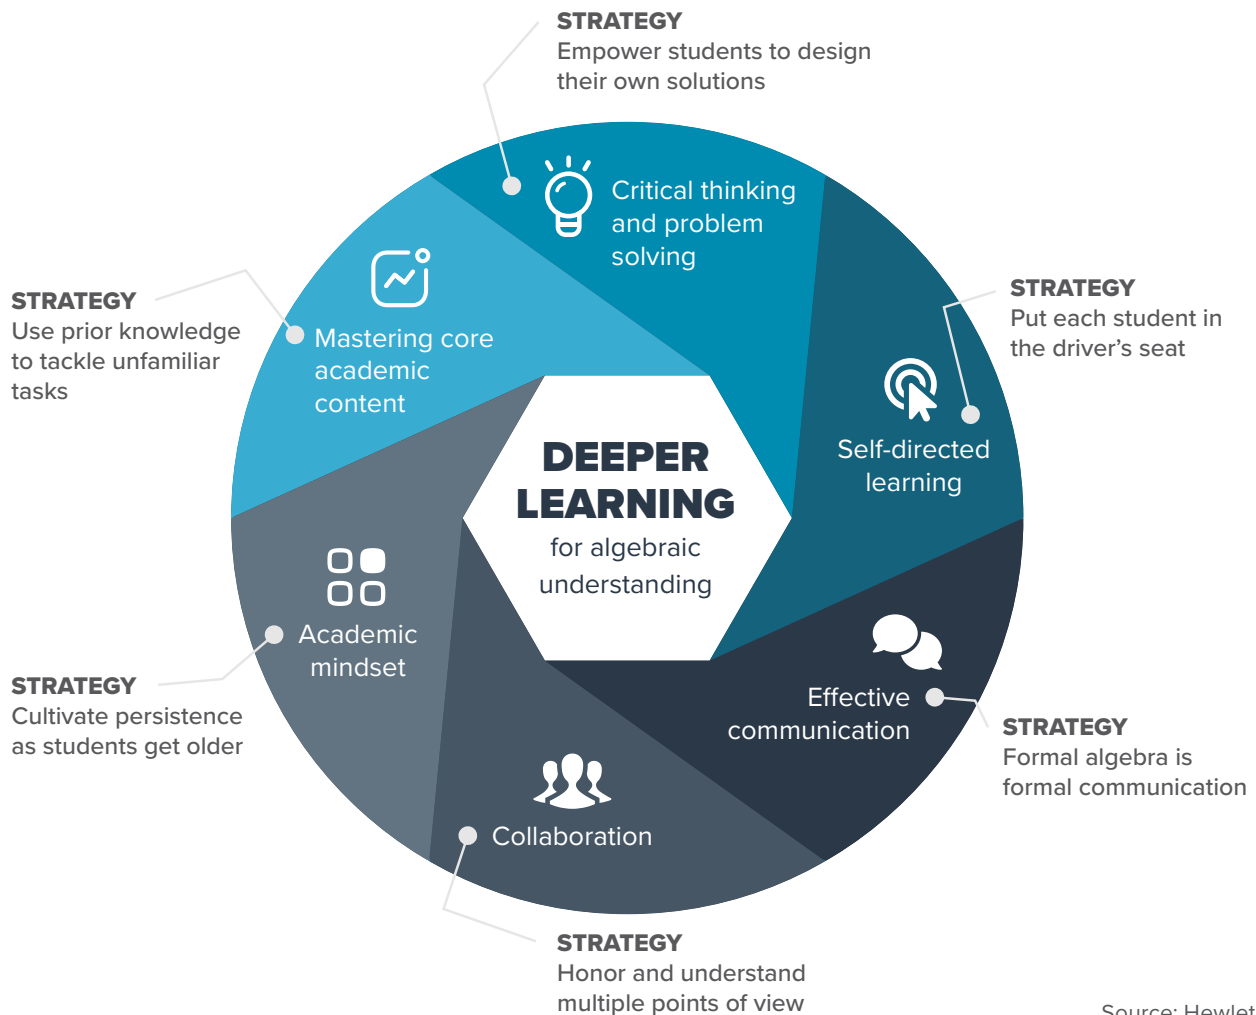 STRATEGY
Empower students to design
their own solutions
Critical thinking
and problem
solving
STRATEGY
Put each student in
the driver's seat
Self-directed
learning
STRATEGY
Use prior knowledge
to tackle unfamiliar
tasks
Mastering core
academic
content
DEEPER
LEARNING
for algebraic
understanding
Academic
mindset
STRATEGY
Cultivate persistence
as students get older
Effective
communication
STRATEGY
Formal algebra is
formal communication
Collaboration
STRATEGY
Honor and understand
multiple points of view
Source: Hewlet